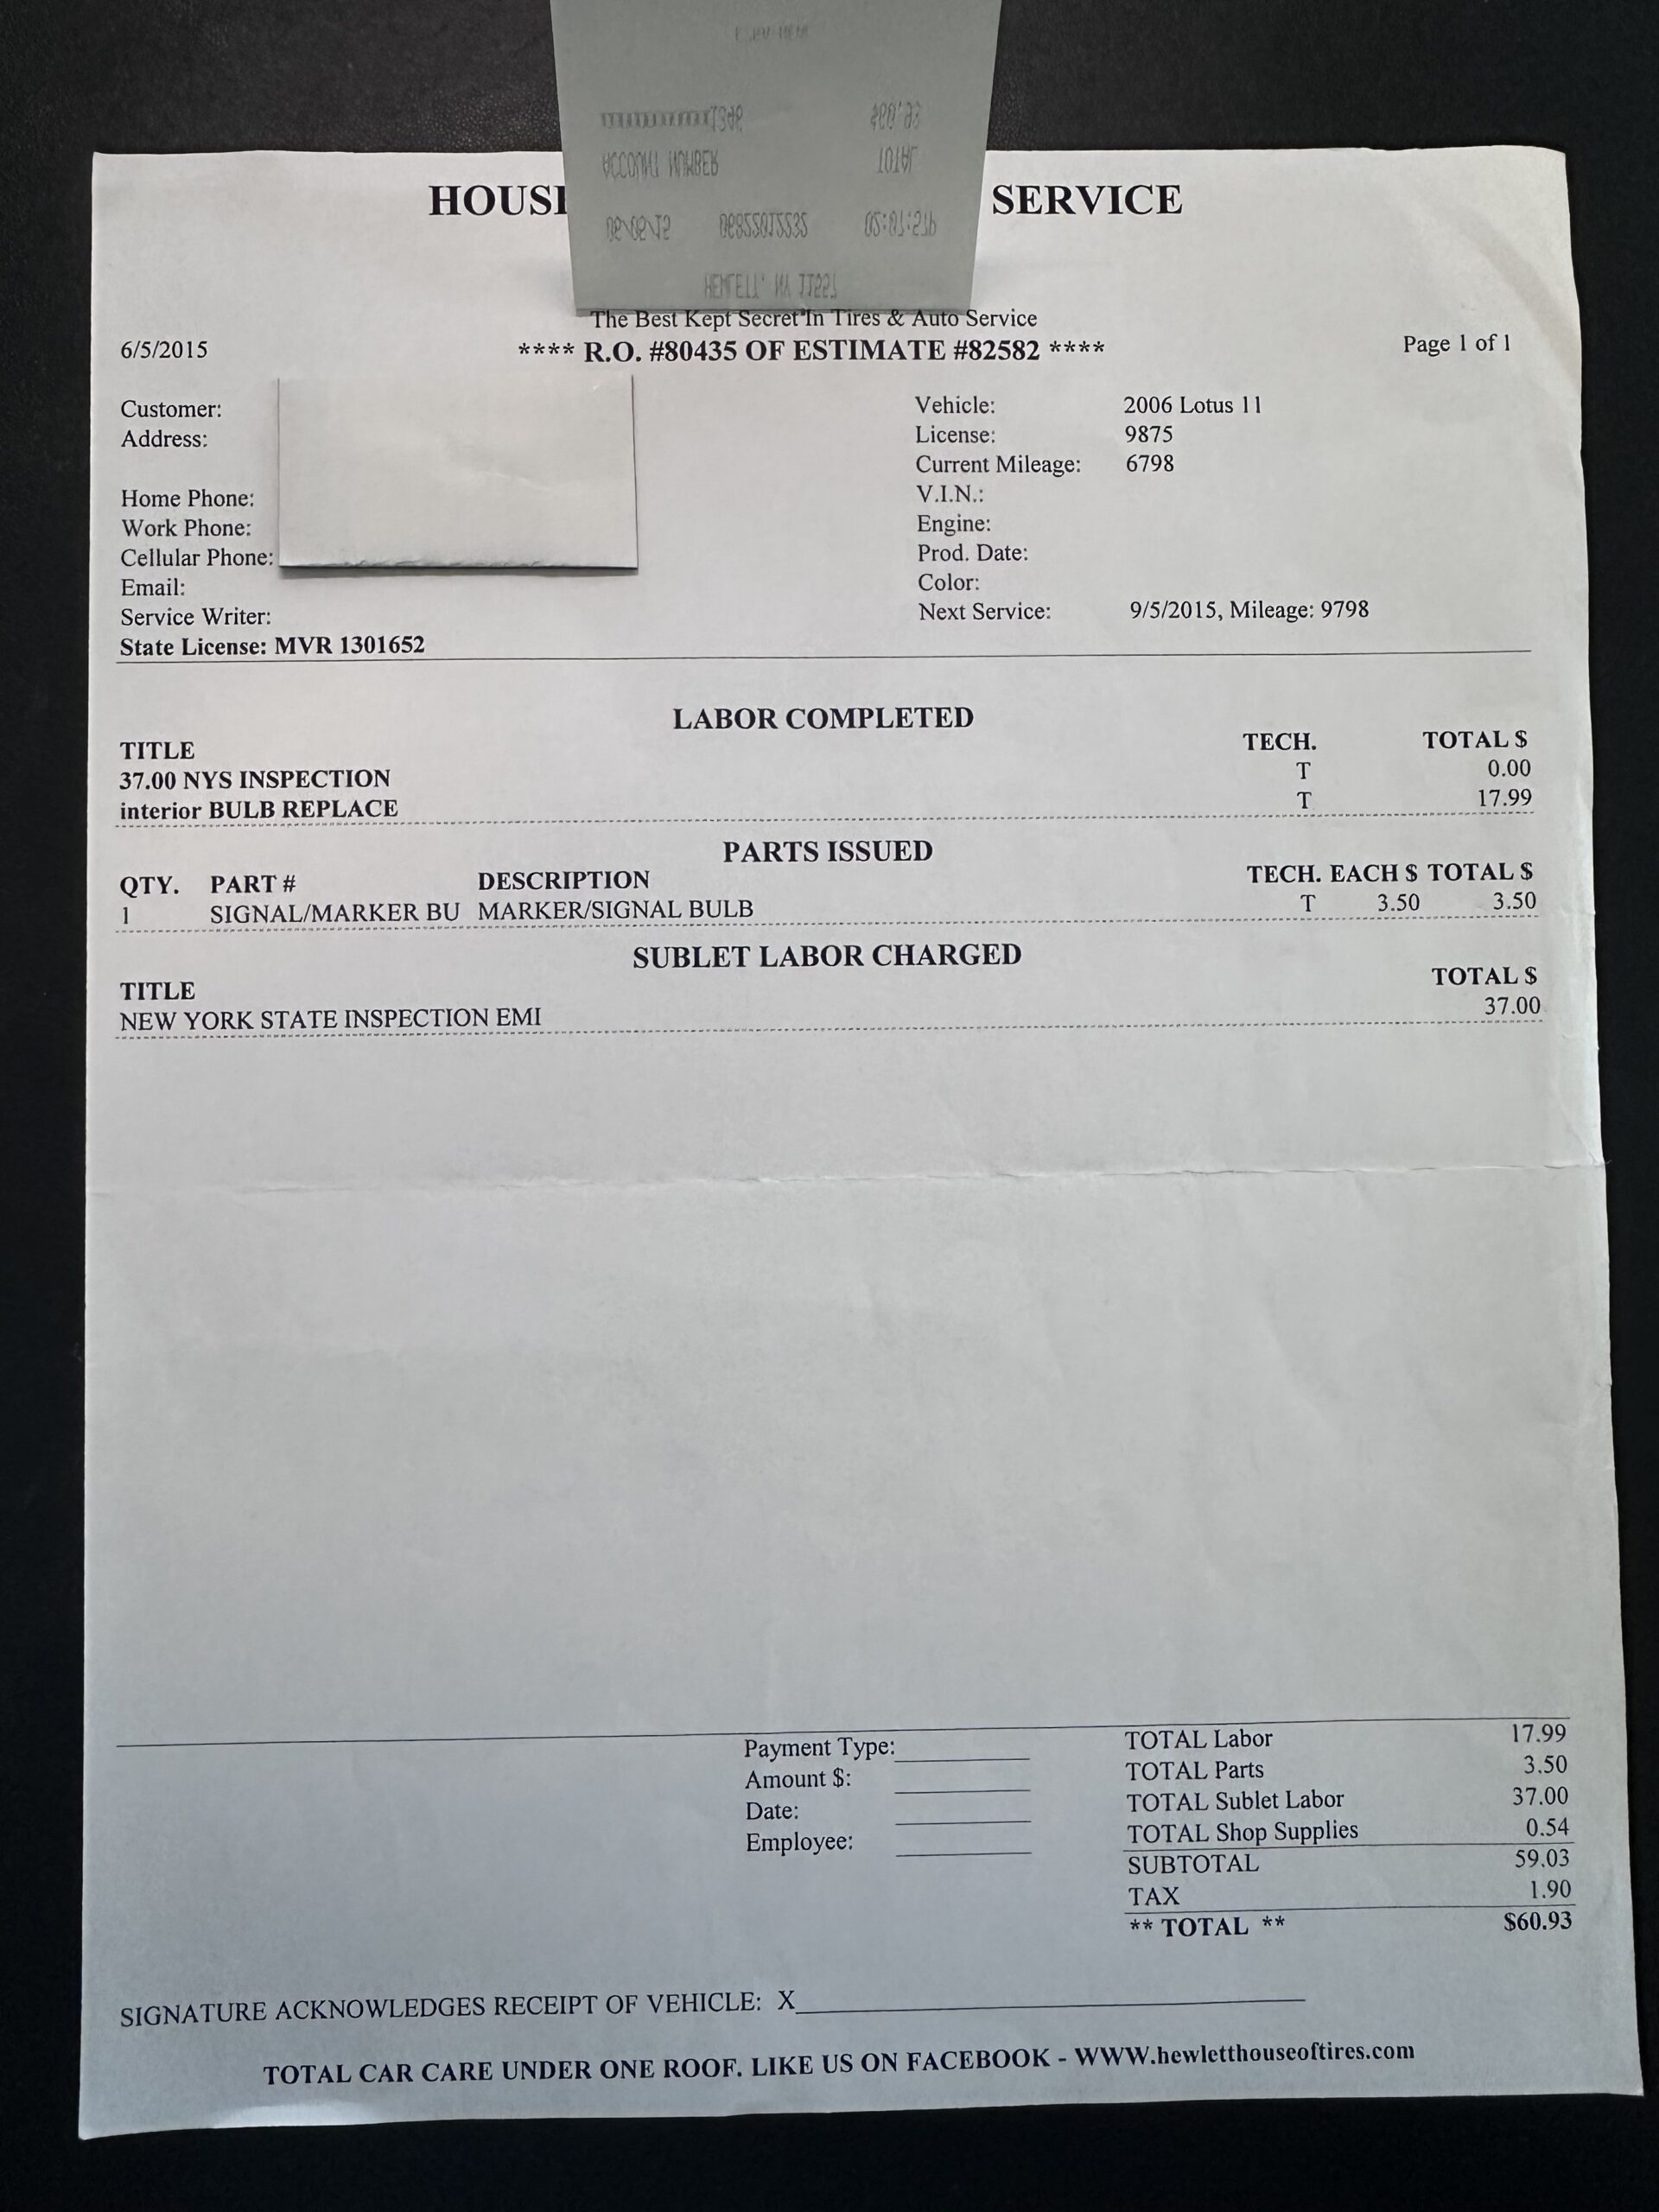 ACCOUNT NUMBER TOTAL
HEWLETT, NY 11557
HOUSE SERVICE
The Best Kept Secret In Tires & Auto Service
6/5/2015 **** R.O. #80435 OF ESTIMATE #82582 **** Page 1 of 1
Customer: Vehicle: 2006 Lotus 11
Address: License: 9875
Current Mileage: 6798
Home Phone: V.I.N.:
Work Phone: Engine:
Cellular Phone: Prod. Date:
Email: Color:
Service Writer: Next Service: 9/5/2015, Mileage: 9798
State License: MVR 1301652
LABOR COMPLETED
TITLE TECH. TOTAL $
37.00 NYS INSPECTION T 0.00
interior BULB REPLACE T 17.99
PARTS ISSUED
QTY. PART # DESCRIPTION TECH. EACH $ TOTAL $
1 SIGNAL/MARKER BU MARKER/SIGNAL BULB T 3.50 3.50
SUBLET LABOR CHARGED
TITLE TOTAL $
NEW YORK STATE INSPECTION EMI 37.00
Payment Type: TOTAL Labor 17.99
Amount $: TOTAL Parts 3.50
Date: TOTAL Sublet Labor 37.00
Employee: TOTAL Shop Supplies 0.54
SUBTOTAL 59.03
TAX 1.90
** TOTAL ** $60.93
SIGNATURE ACKNOWLEDGES RECEIPT OF VEHICLE: X
TOTAL CAR CARE UNDER ONE ROOF. LIKE US ON FACEBOOK - WWW.hewletthouseoftires.com